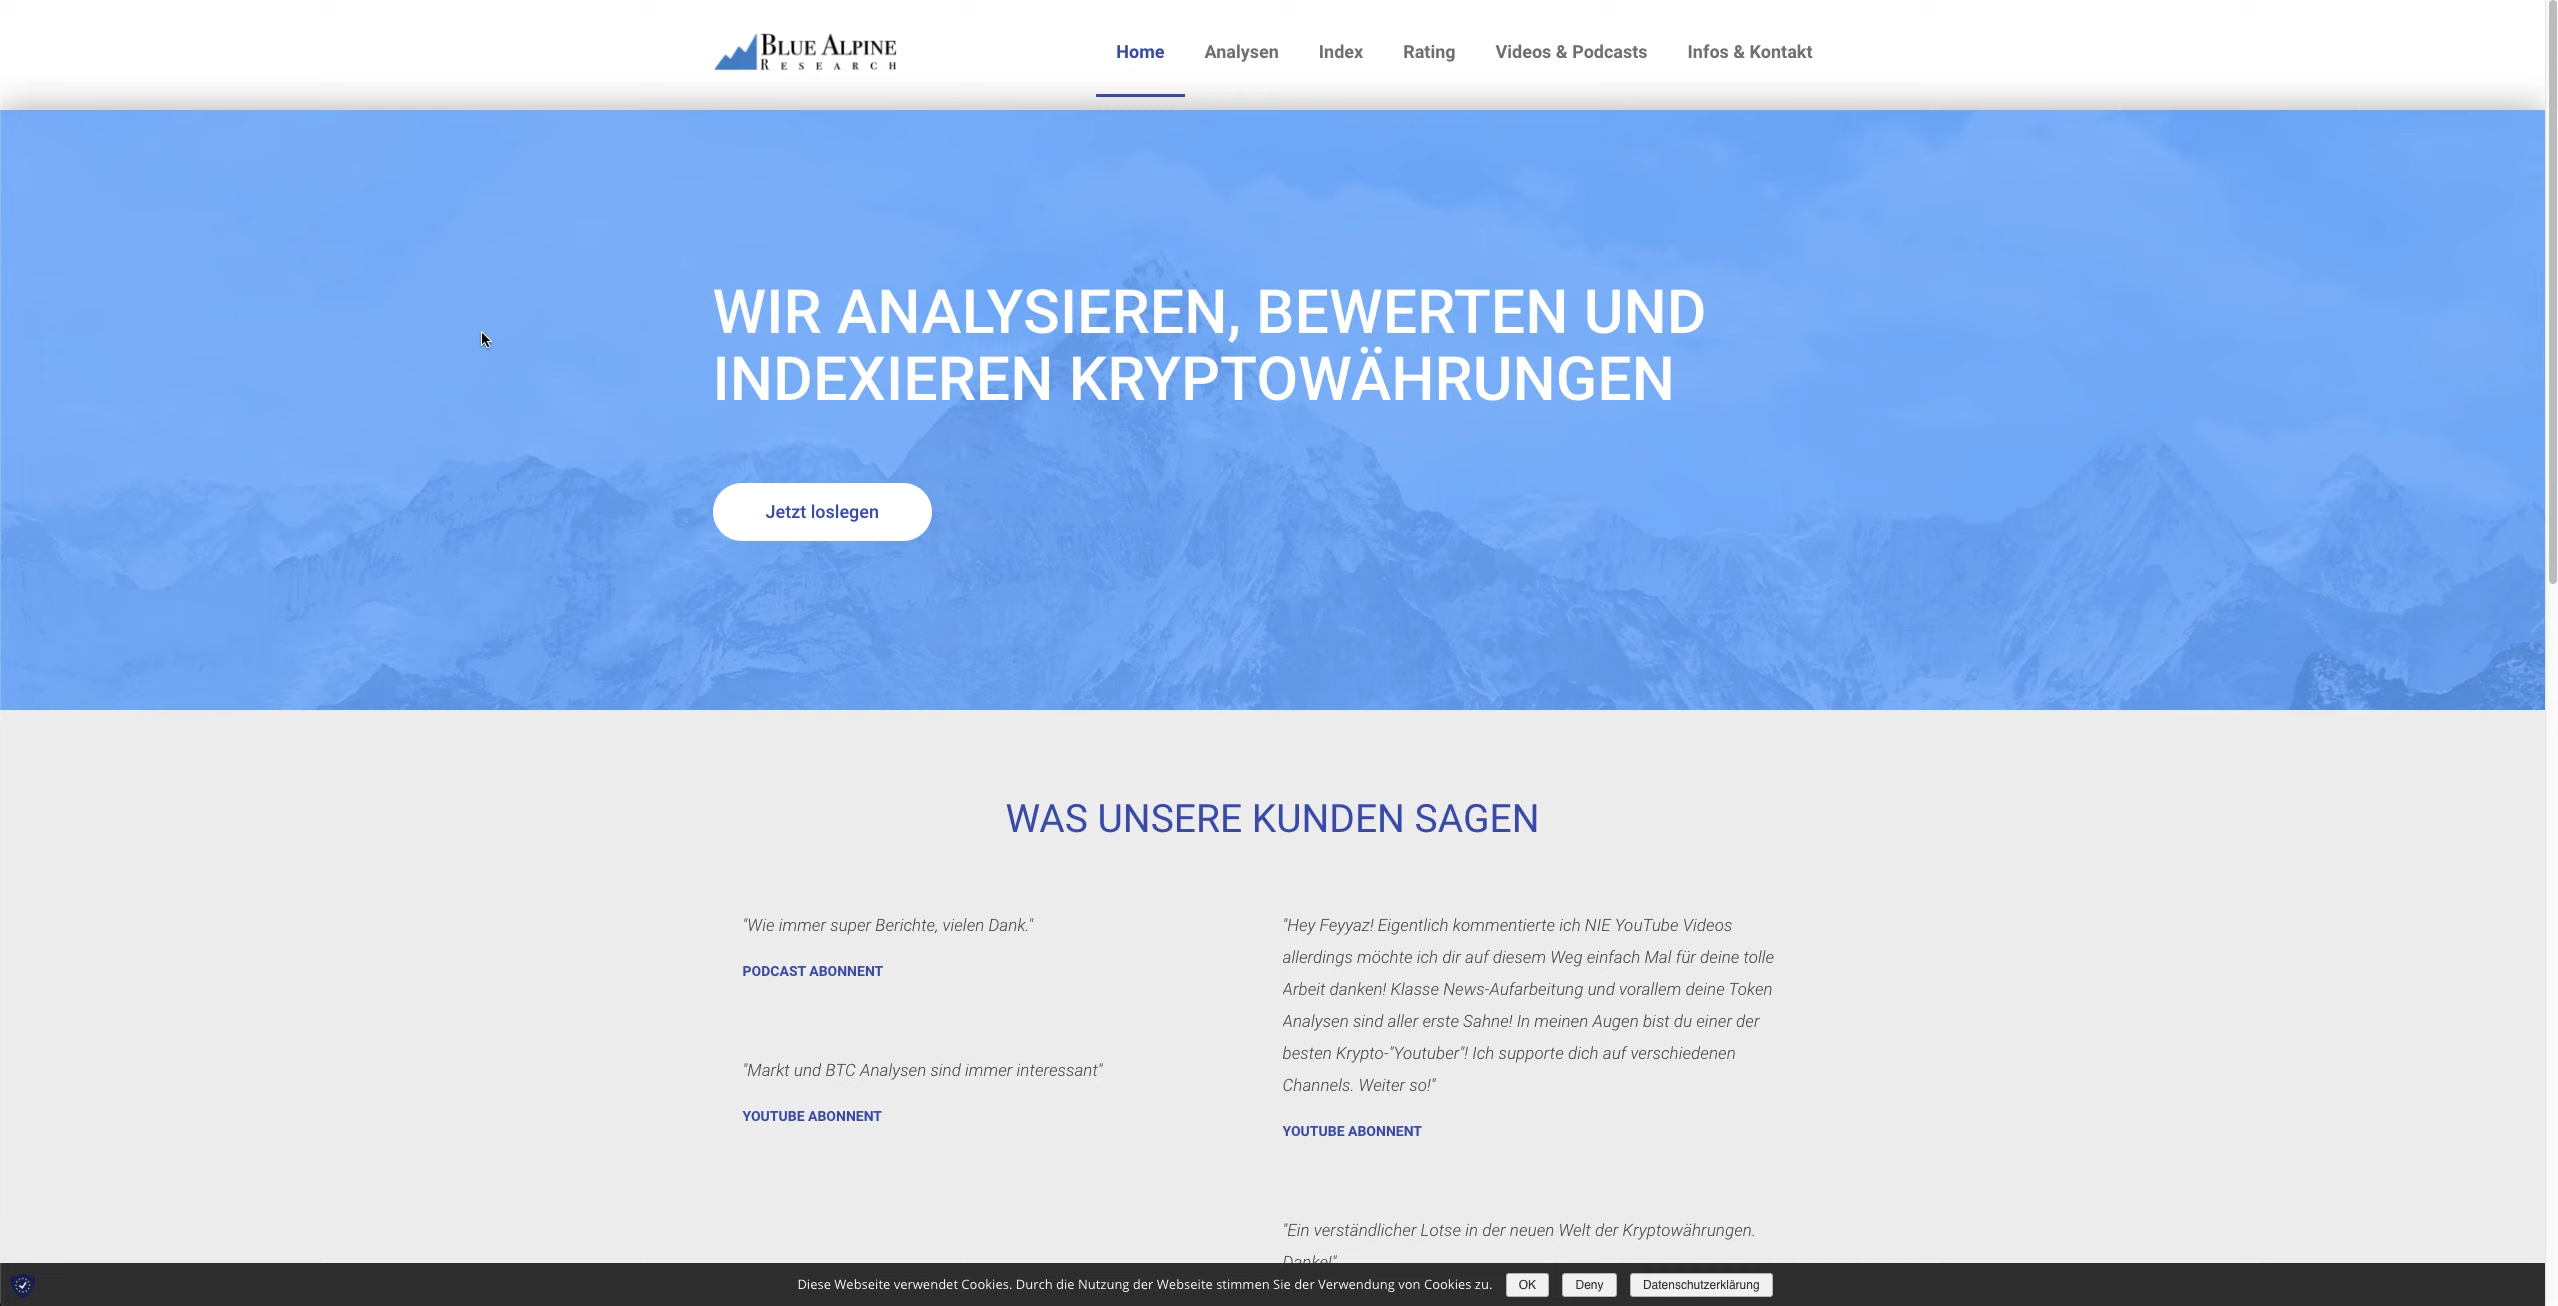 BLUE ALPINE
RESEARCH
Home
Analysen
Index
Rating
Videos & Podcasts
Infos & Kontakt
WIR ANALYSIEREN, BEWERTEN UND
INDEXIEREN KRYPTOWÄHRUNGEN
Jetzt loslegen
WAS UNSERE KUNDEN SAGEN
"Wie immer super Berichte, vielen Dank."
PODCAST ABONNENT
"Markt und BTC Analysen sind immer interessant"
YOUTUBE ABONNENT
"Hey Feyyaz! Eigentlich kommentierte ich NIE YouTube Videos
allerdings möchte ich dir auf diesem Weg einfach Mal für deine tolle
Arbeit danken! Klasse News-Aufarbeitung und vorallem deine Token
Analysen sind aller erste Sahne! In meinen Augen bist du einer der
besten Krypto-"Youtuber"! Ich supporte dich auf verschiedenen
Channels. Weiter so!"
YOUTUBE ABONNENT
"Ein verständlicher Lotse in der neuen Welt der Kryptowährungen.
Danke!"
Diese Webseite verwendet Cookies. Durch die Nutzung der Webseite stimmen Sie der Verwendung von Cookies zu.
OK
Deny
Datenschutzerklärung